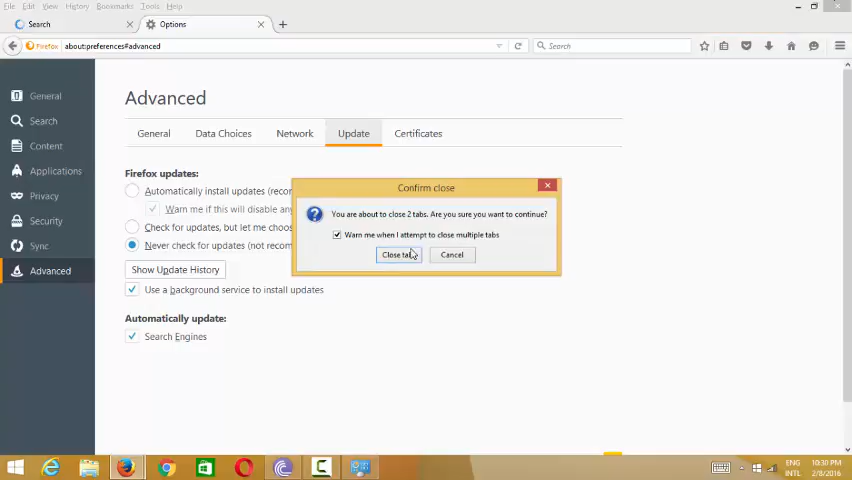 File Edit View History Bookmarks Tools Help
Search
Options
Firefox about:preferences#advanced
Search
General
Search
Content
Applications
Privacy
Security
Sync
Advanced
Advanced
General Data Choices Network Update Certificates
Firefox updates:
Automatically install updates
Warn me if this will disable
Check for updates, but let me
Never check for updates (not
Show Update History
Use a background service to install updates
Automatically update:
Search Engines
Confirm close
You are about to close 2 tabs. Are you sure you want to continue?
Warn me when I attempt to close multiple tabs
Close
Cancel
ENG
INTL
10:30 PM
2/8/2016